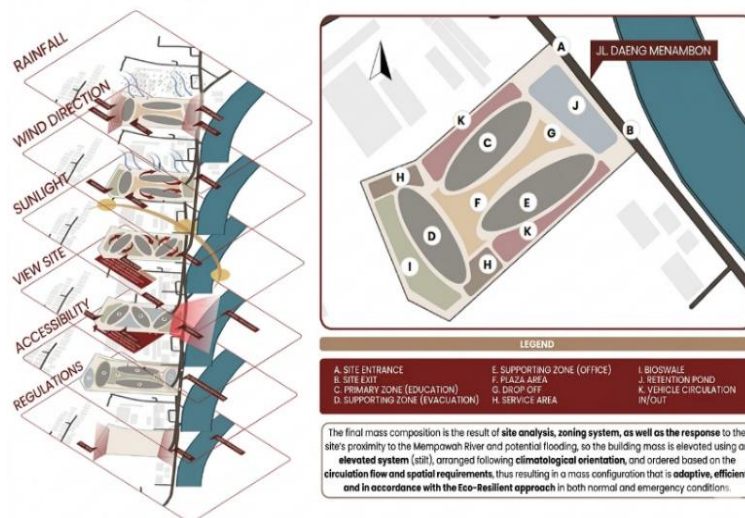 RAINFALL
WIND DIRECTION
SUNLIGHT
VIEW SITE
ACCESSIBILITY
REGULATIONS
JL. DAENG MENAMBON
A
B
J
K
C
G
H
F
E
D
K
I
H
LEGEND
A. SITE ENTRANCE
B. SITE EXIT
C. PRIMARY ZONE (EDUCATION)
D. SUPPORTING ZONE (EVACUATION)
E. SUPPORTING ZONE (OFFICE)
F. PLAZA AREA
G. DROP OFF
H. SERVICE AREA
I. BIOSWALE
J. RETENTION POND
K. VEHICLE CIRCULATION
IN/OUT
The final mass composition is the result of site analysis, zoning system, as well as the response to the
site's proximity to the Mempawah River and potential flooding, so the building mass is elevated using an
elevated system (stilt), arranged following climatological orientation, and ordered based on the
circulation flow and spatial requirements, thus resulting in a mass configuration that is adaptive, efficient
and in accordance with the Eco-Resilient approach in both normal and emergency conditions.